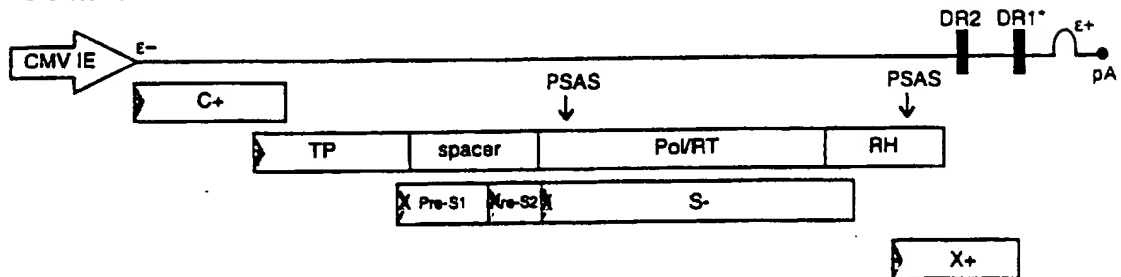 DR2 DR1*
ε- ε+
CMV IE
pA
PSAS PSAS
C+
TP spacer Pol/RT RH
Pre-S1 S-
X+